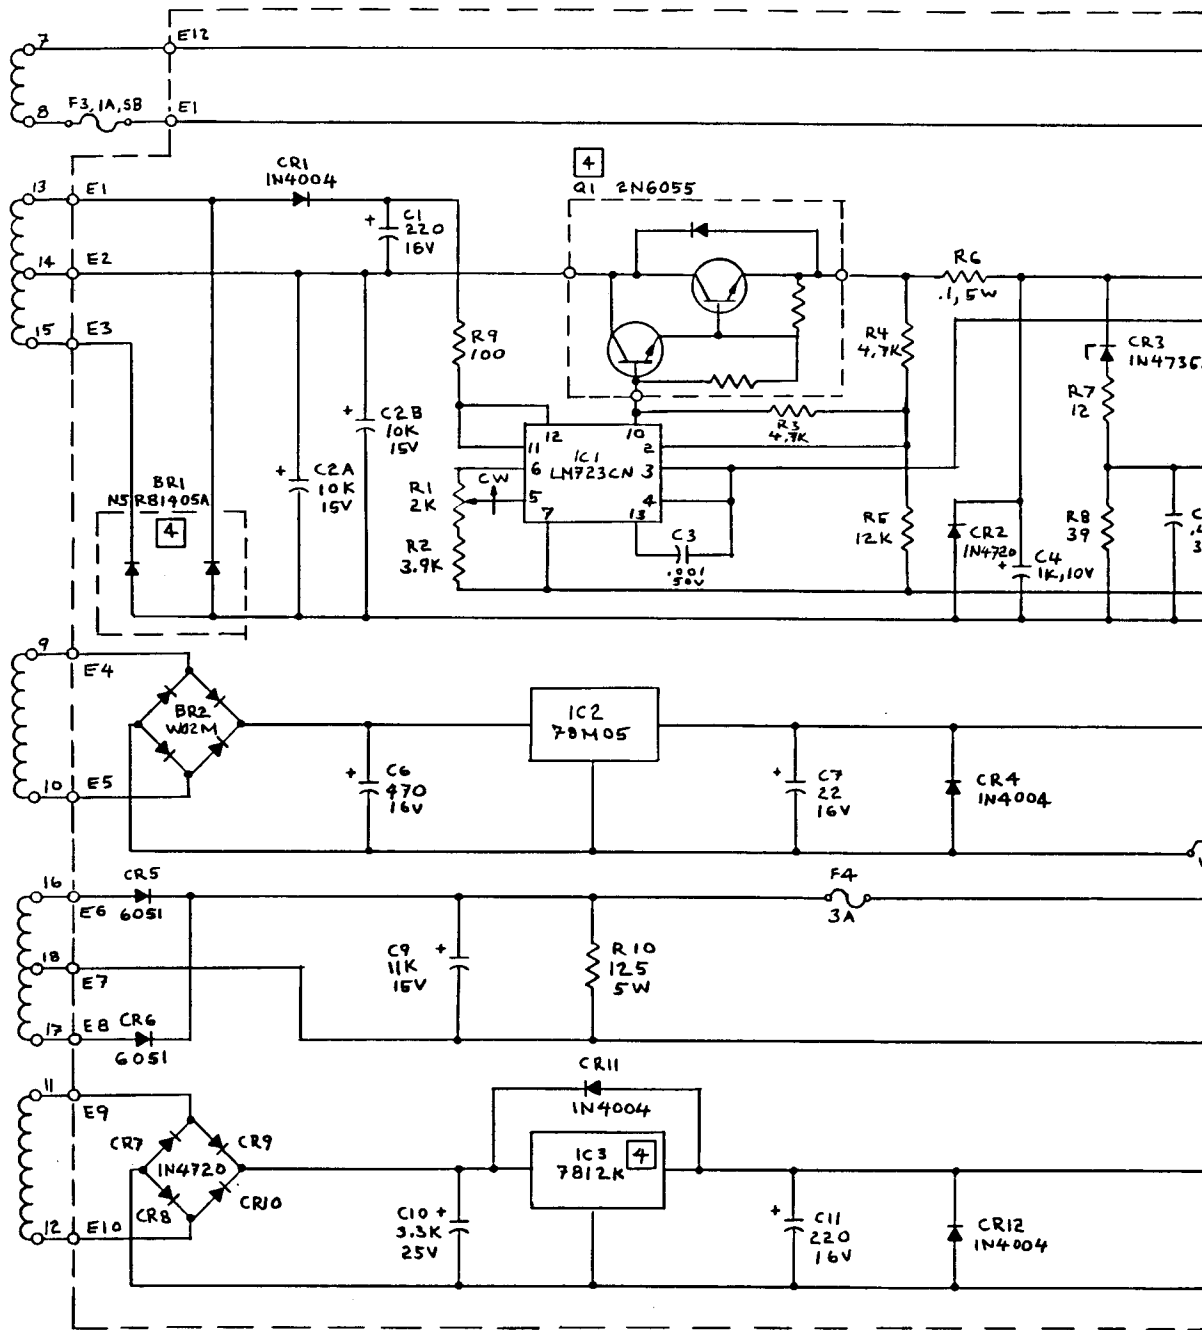 7
E12
8
F3, 1A, SB
E1
4
CR1
1N4004
Q1 2N6055
13
E1
+
C1
220
16V
14
E2
R6
.1, 5W
15
E3
R9
100
R4
4.7K
CR3
1N4736
R7
12
+
C2B
10K
15V
R3
4.7K
12
10
11
IC1
LM723CN
2
6
3
5
4
7
13
CW
+
C2A
10K
15V
R1
2K
R2
3.9K
BR1
NSRB1405A
4
C3
.001
50V
R5
12K
CR2
1N4720
+
C4
1K, 10V
R8
39
C
3
9
E4
BR2
W02M
IC2
78M05
10
E5
+
C6
470
16V
+
C7
22
16V
CR4
1N4004
16
E6
CR5
6051
F4
3A
18
E7
C9
11K
15V
+
R10
125
5W
17
E8
CR6
6051
11
E9
CR11
1N4004
CR7
CR9
1N4720
CR8
CR10
IC3
7812K
4
12
E10
C10
3.3K
25V
+
+
C11
220
16V
CR12
1N4004